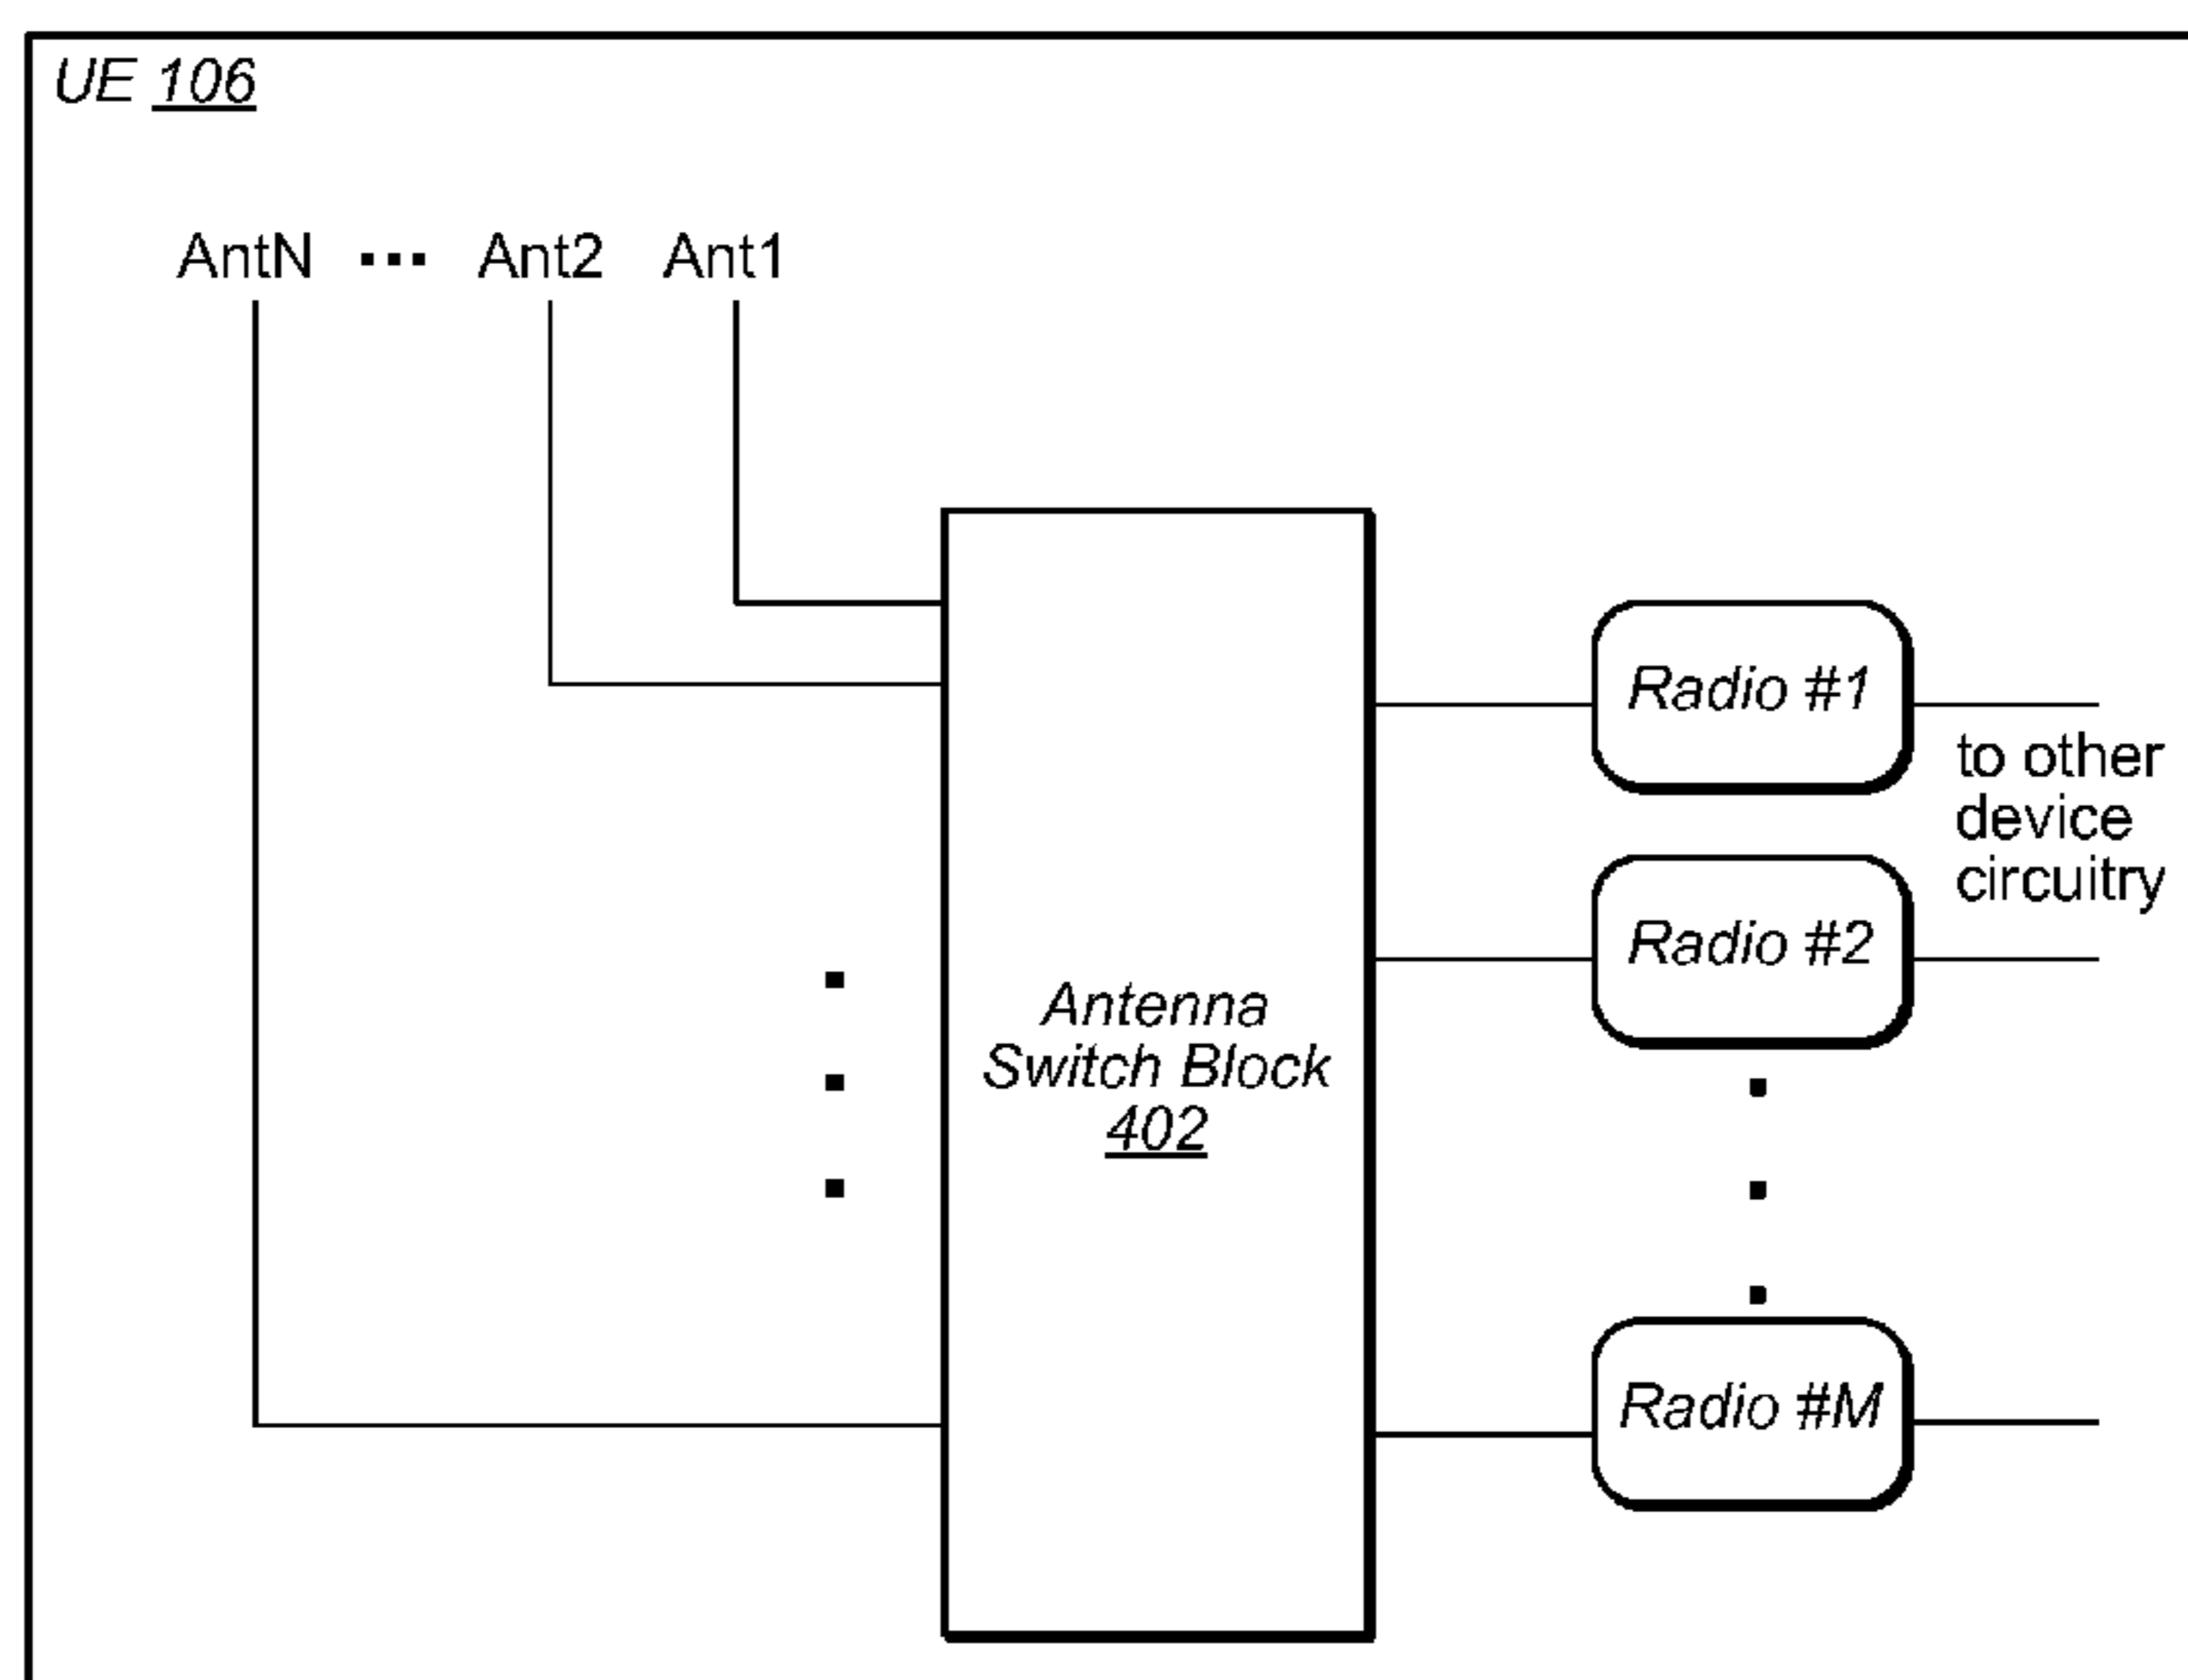 UE 106
AntN ... Ant2 Ant1
Radio #1
to other
device
circuitry
Radio #2
Antenna
Switch Block
402
Radio #M